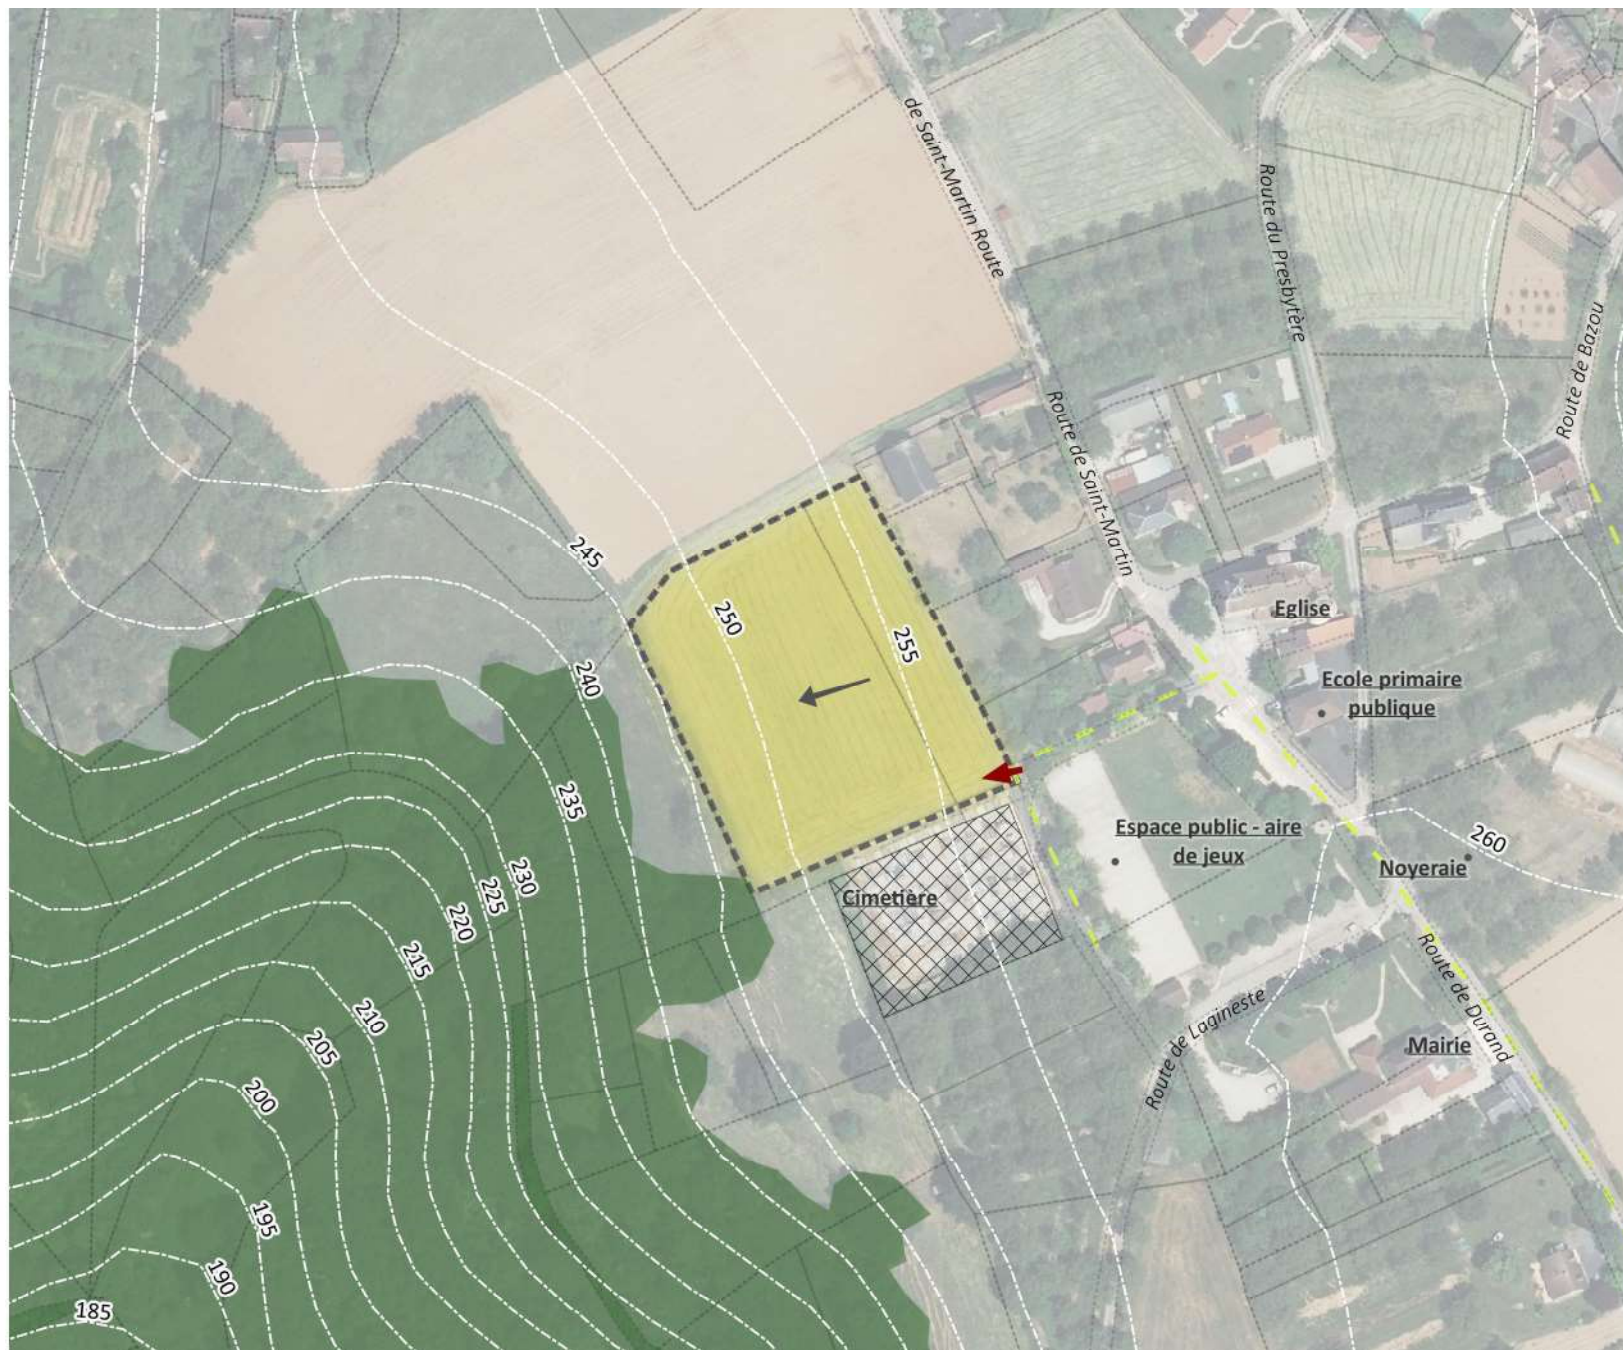 de Saint-Martin Route
Route du Presbytère
Route de Bazou
Route de Saint-Martin
245
250
255
240
Eglise
Ecole primaire
publique
235
Espace public - aire
de jeux
260
Noyeraie
230
225
220
Cimetière
215
210
205
200
Route de Lagineste
Route de Durand
Mairie
195
190
185